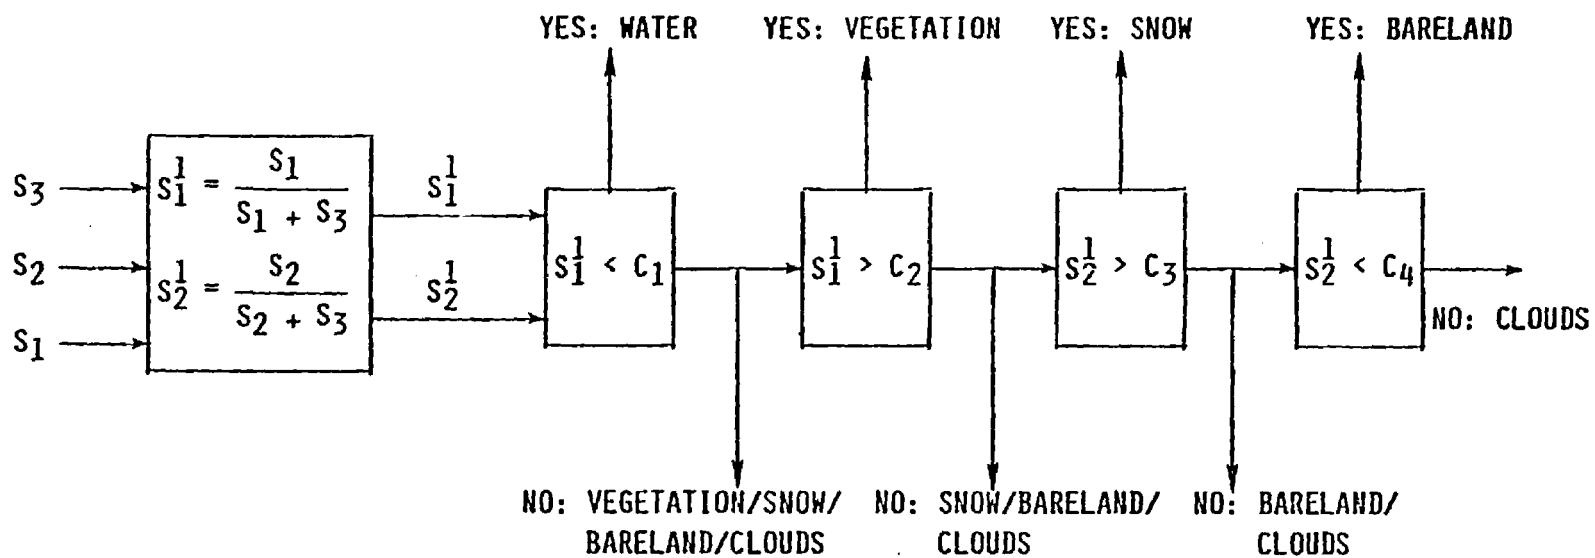 YES: WATER
YES: VEGETATION
YES: SNOW
YES: BARELAND
S3
S2
S1
S₁¹ = S1 / (S1 + S3)
S₂¹ = S2 / (S2 + S3)
S₁¹
S₂¹
S₁¹ < C1
S₁¹ > C2
S₂¹ > C3
S₂¹ < C4
NO: CLOUDS
NO: VEGETATION/SNOW/
BARELAND/CLOUDS
NO: SNOW/BARELAND/
CLOUDS
NO: BARELAND/
CLOUDS